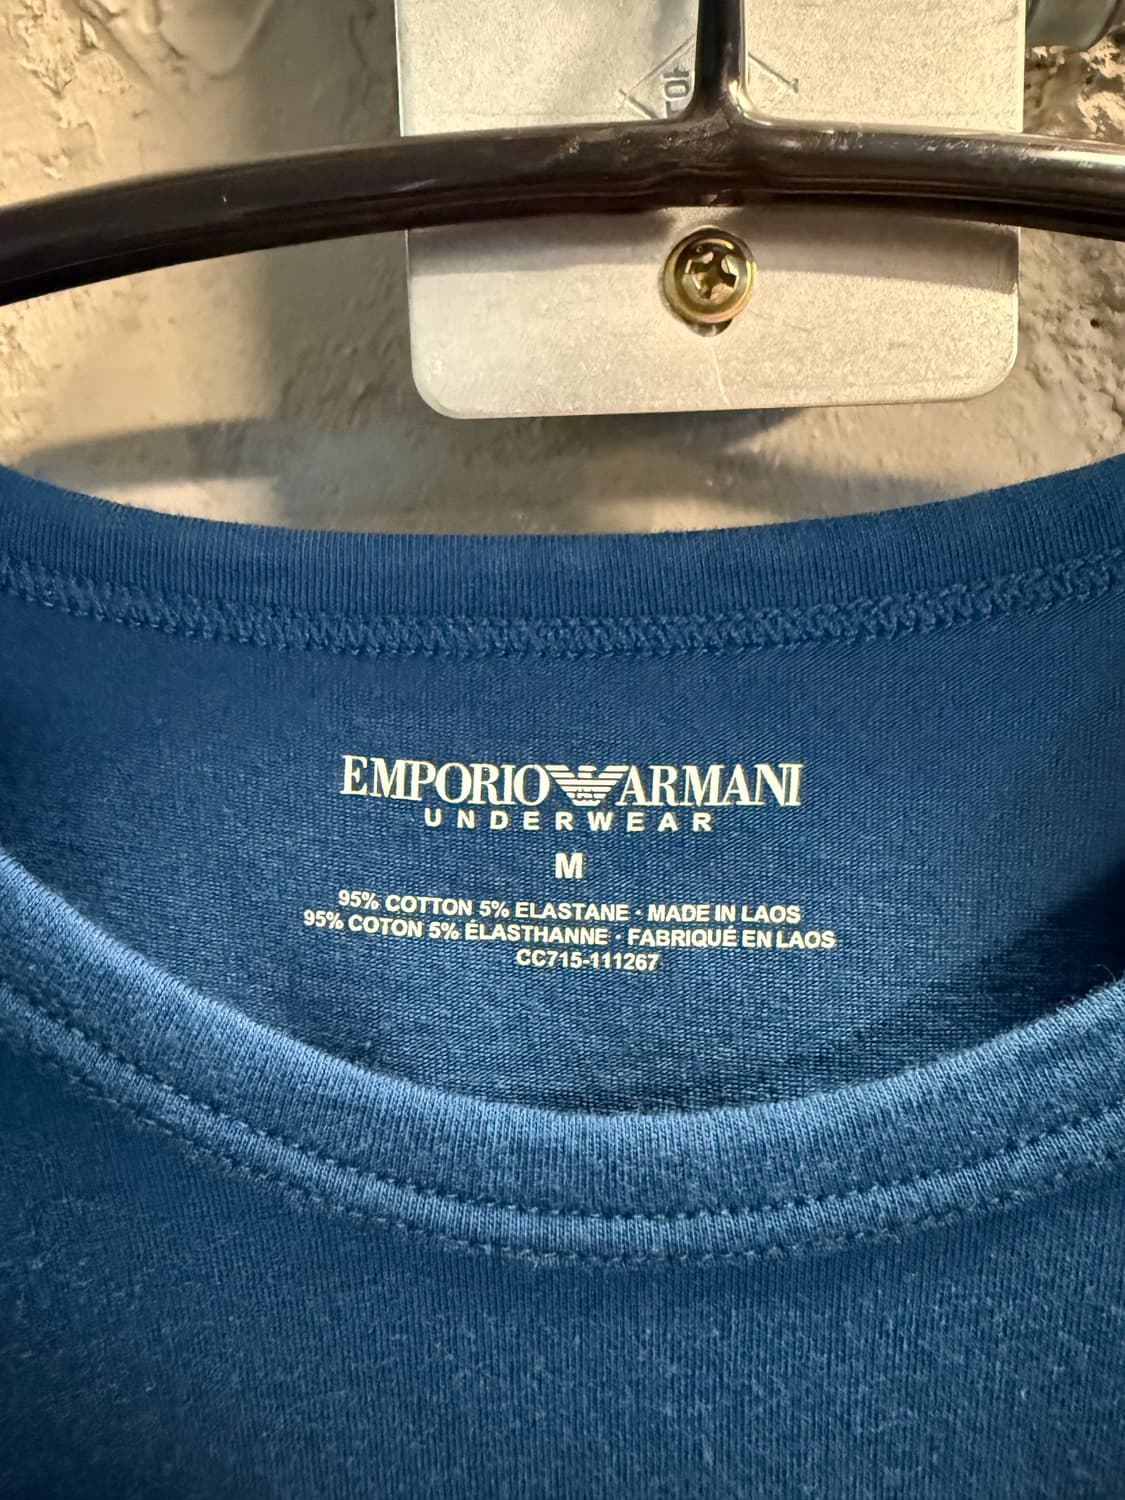 EMPORIO ARMANI
UNDERWEAR
M
95% COTTON 5% ELASTANE · MADE IN LAOS
95% COTON 5% ÉLASTHANNE · FABRIQUÉ EN LAOS
CC715-111267